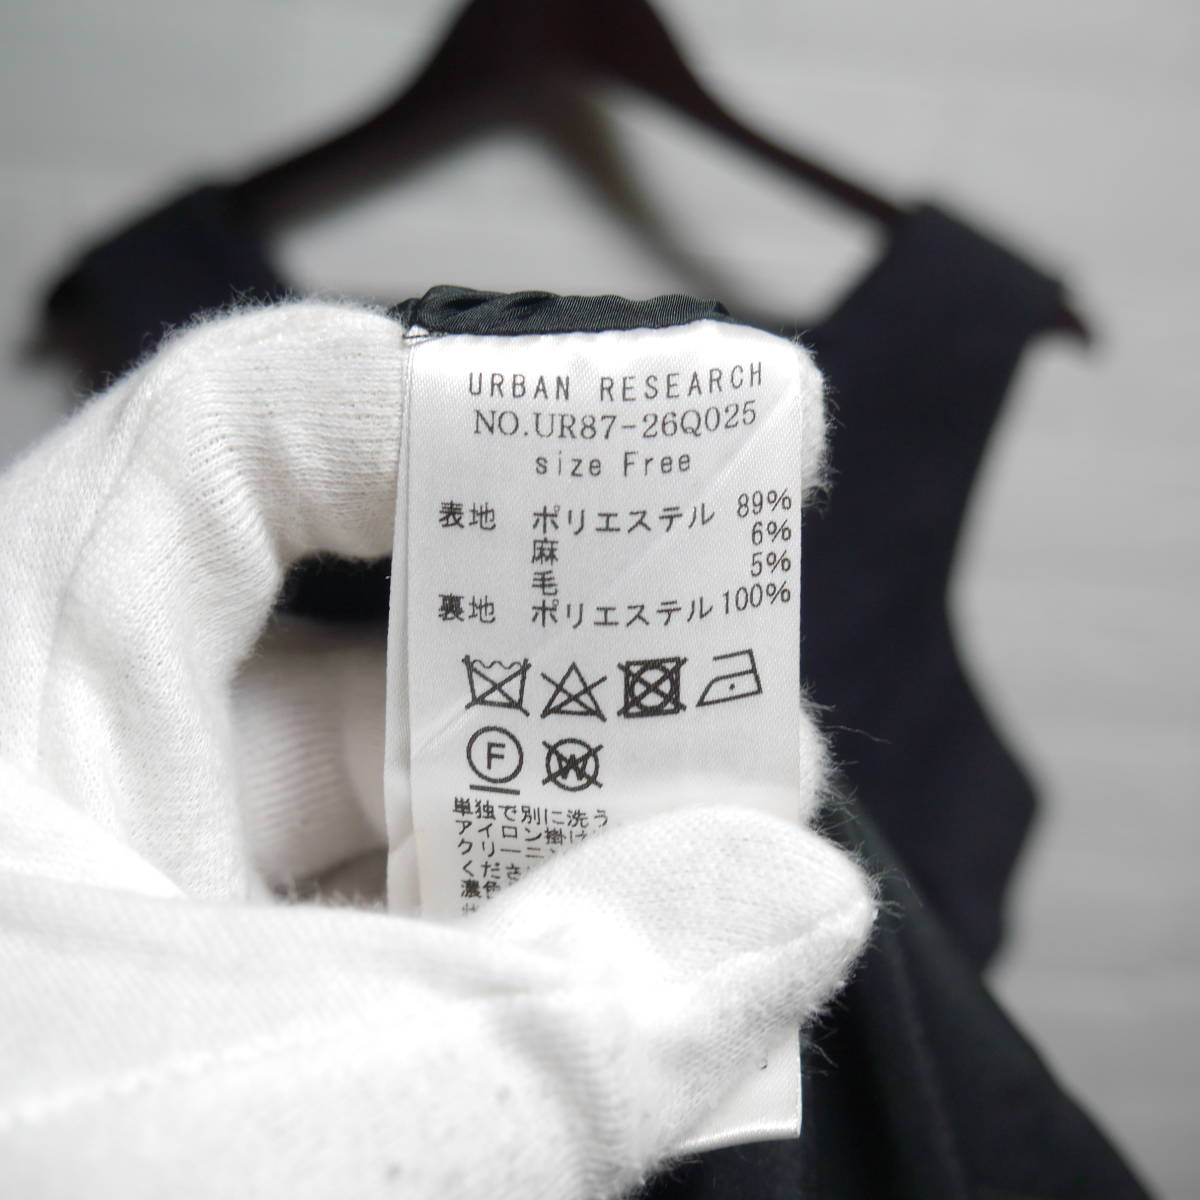 URBAN RESEARCH
NO.UR87-26Q025
size Free
表地 ポリエステル 89%
麻 6%
毛 5%
裏地 ポリエステル 100%
F W
単独で別に洗う
アイロン掛け
クリーニン
くださ
濃色